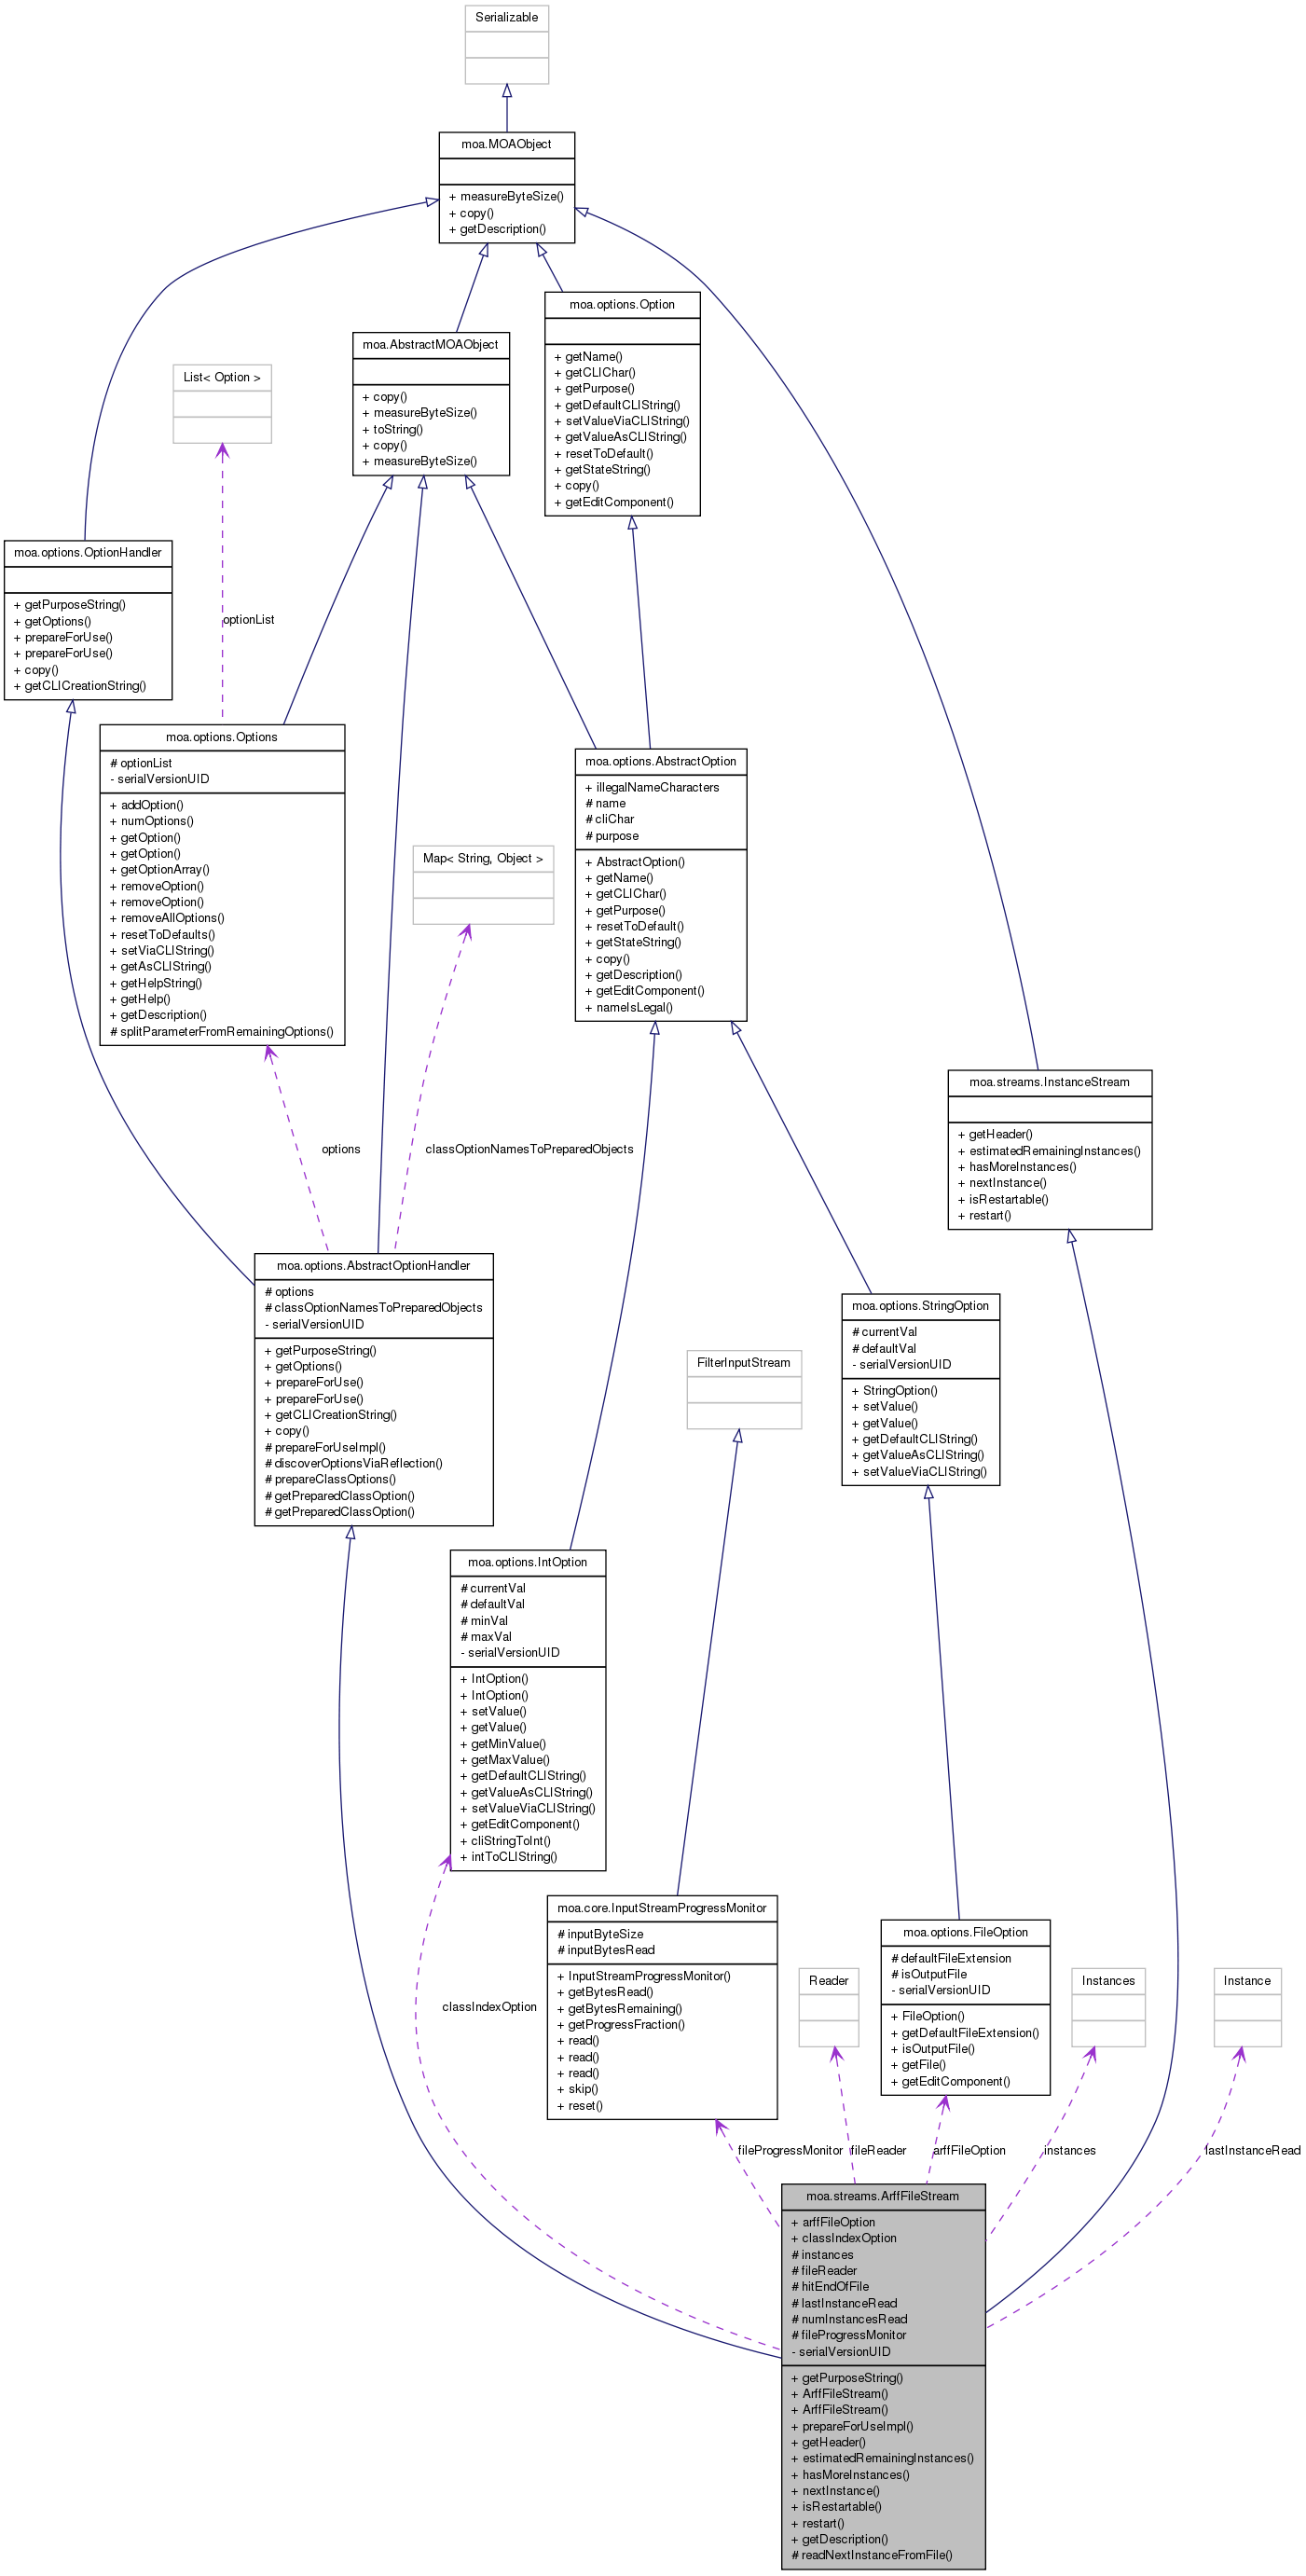 Serializable
moa.MOAObject
+ measureByteSize()
+ copy()
+ getDescription()
moa.options.Option
+ getName()
+ getCLIChar()
+ getPurpose()
+ getDefaultCLIString()
+ setValueViaCLIString()
+ getValueAsCLIString()
+ resetToDefault()
+ getStateString()
+ copy()
+ getEditComponent()
moa.AbstractMOAObject
+ copy()
+ measureByteSize()
+ toString()
+ copy()
+ measureByteSize()
List< Option >
moa.options.OptionHandler
+ getPurposeString()
+ getOptions()
+ prepareForUse()
+ prepareForUse()
+ copy()
+ getCLICreationString()
optionList
moa.options.Options
# optionList
- serialVersionUID
+ addOption()
+ numOptions()
+ getOption()
+ getOption()
+ getOptionArray()
+ removeOption()
+ removeOption()
+ removeAllOptions()
+ resetToDefaults()
+ setViaCLIString()
+ getAsCLIString()
+ getHelpString()
+ getHelp()
+ getDescription()
# splitParameterFromRemainingOptions()
moa.options.AbstractOption
+ illegalNameCharacters
# name
# cliChar
# purpose
+ AbstractOption()
+ getName()
+ getCLIChar()
+ getPurpose()
+ resetToDefault()
+ getStateString()
+ copy()
+ getDescription()
+ getEditComponent()
+ nameIsLegal()
Map< String, Object >
moa.streams.InstanceStream
+ getHeader()
+ estimatedRemainingInstances()
+ hasMoreInstances()
+ nextInstance()
+ isRestartable()
+ restart()
options
classOptionNamesToPreparedObjects
moa.options.AbstractOptionHandler
# options
# classOptionNamesToPreparedObjects
- serialVersionUID
+ getPurposeString()
+ getOptions()
+ prepareForUse()
+ prepareForUse()
+ getCLICreationString()
+ copy()
# prepareForUseImpl()
# discoverOptionsViaReflection()
# prepareClassOptions()
# getPreparedClassOption()
# getPreparedClassOption()
moa.options.StringOption
# currentVal
# defaultVal
- serialVersionUID
+ StringOption()
+ setValue()
+ getValue()
+ getDefaultCLIString()
+ getValueAsCLIString()
+ setValueViaCLIString()
FilterInputStream
moa.options.IntOption
# currentVal
# defaultVal
# minVal
# maxVal
- serialVersionUID
+ IntOption()
+ IntOption()
+ setValue()
+ getValue()
+ getMinValue()
+ getMaxValue()
+ getDefaultCLIString()
+ getValueAsCLIString()
+ setValueViaCLIString()
+ getEditComponent()
+ cliStringToInt()
+ intToCLIString()
classIndexOption
moa.core.InputStreamProgressMonitor
# inputByteSize
# inputBytesRead
+ InputStreamProgressMonitor()
+ getBytesRead()
+ getBytesRemaining()
+ getProgressFraction()
+ read()
+ read()
+ read()
+ skip()
+ reset()
Reader
moa.options.FileOption
# defaultFileExtension
# isOutputFile
- serialVersionUID
+ FileOption()
+ getDefaultFileExtension()
+ isOutputFile()
+ getFile()
+ getEditComponent()
Instances
Instance
fileProgressMonitor
fileReader
arffFileOption
instances
lastInstanceRead
moa.streams.ArffFileStream
+ arffFileOption
+ classIndexOption
# instances
# fileReader
# hitEndOfFile
# lastInstanceRead
# numInstancesRead
# fileProgressMonitor
- serialVersionUID
+ getPurposeString()
+ ArffFileStream()
+ ArffFileStream()
+ prepareForUseImpl()
+ getHeader()
+ estimatedRemainingInstances()
+ hasMoreInstances()
+ nextInstance()
+ isRestartable()
+ restart()
+ getDescription()
# readNextInstanceFromFile()